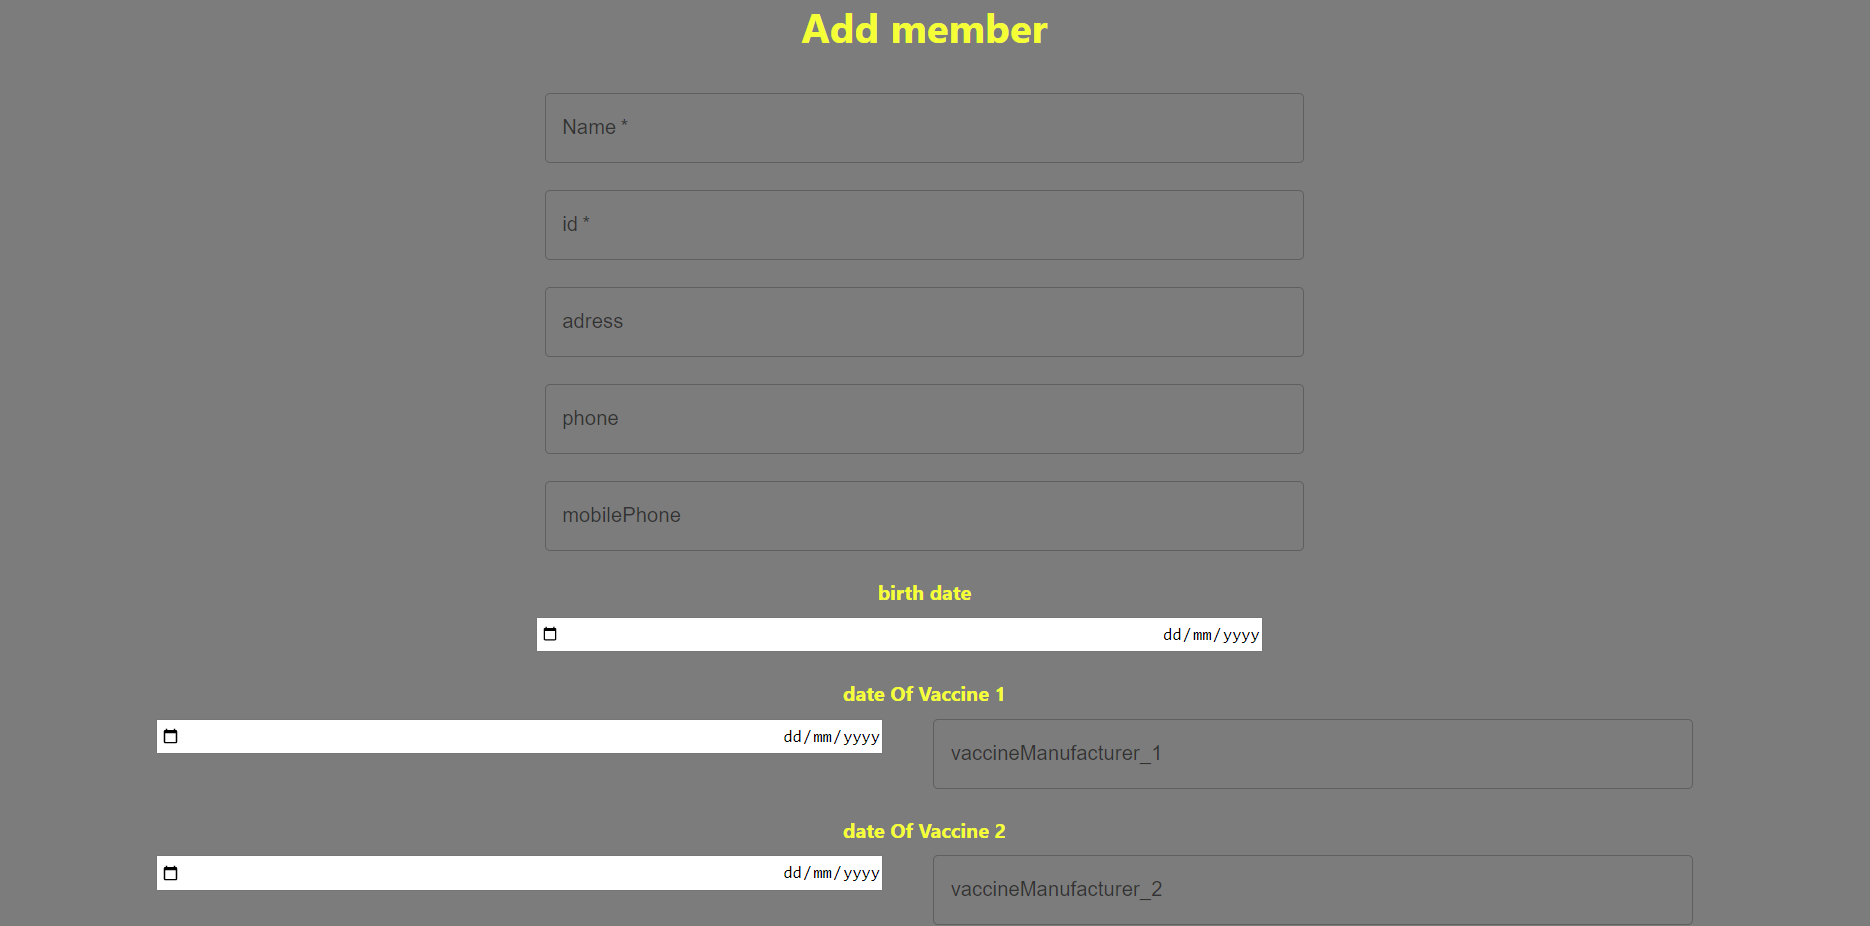 Add member
Name *
id *
adress
phone
mobilePhone
birth date
dd/mm/yyyy
date Of Vaccine 1
dd/mm/yyyy
vaccineManufacturer_1
date Of Vaccine 2
dd/mm/yyyy
vaccineManufacturer_2